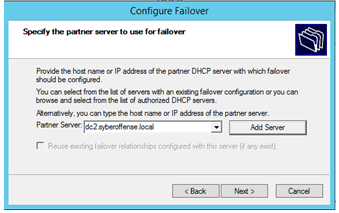 Configure Failover
Specify the partner server to use for failover
Provide the host name or IP address of the partner DHCP server with which failover
should be configured.
You can select from the list of servers with an existing failover configuration or you can
browse and select from the list of authorized DHCP servers.
Alternatively, you can type the host name or IP address of the partner server.
Partner Server: dc2.syberoffense.local Add Server
Reuse existing failover relationships configured with this server (if any exist).
< Back Next > Cancel